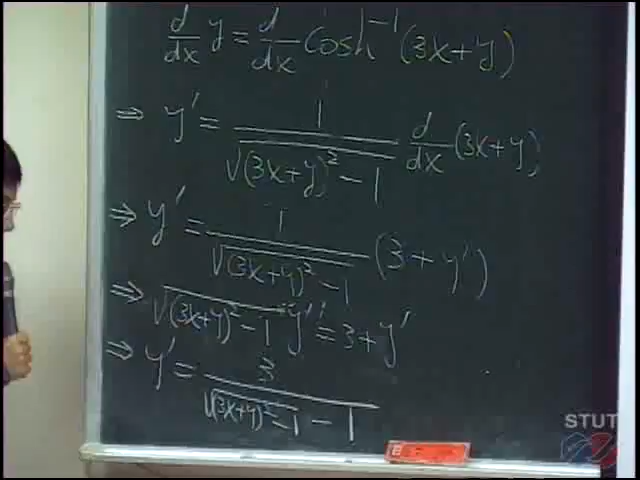 d/dx y = d/dx cosh⁻¹ (3x+y)
⇒ y' = 1/√((3x+y)² − 1) d/dx (3x+y)
⇒ y' = 1/√((3x+y)² − 1) (3+y')
⇒ √((3x+y)² − 1) y' = 3+y'
⇒ y' = 3/(√((3x+y)² − 1) − 1)
STUT